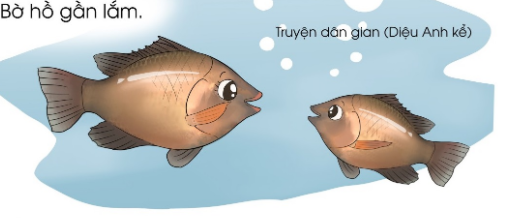 Bờ hồ gần lắm.
Truyện dân gian (Diệu Anh kể)